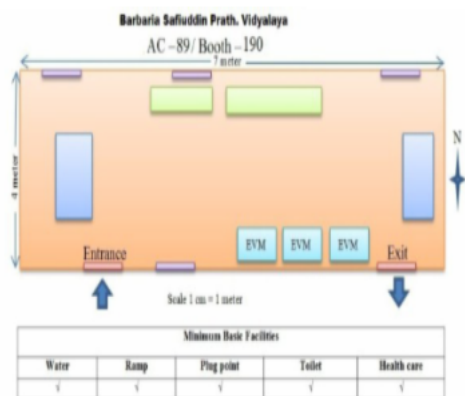 Barbaria Safiuddin Prath. Vidyalaya
AC –89/ Booth –190
7 meter
4 meter
N
EVM EVM EVM
Entrance Exit
Scale 1 cm = 1 meter
Minimum Basic Facilities
Water Ramp Plug point Toilet Health care
√ √ √ √ √